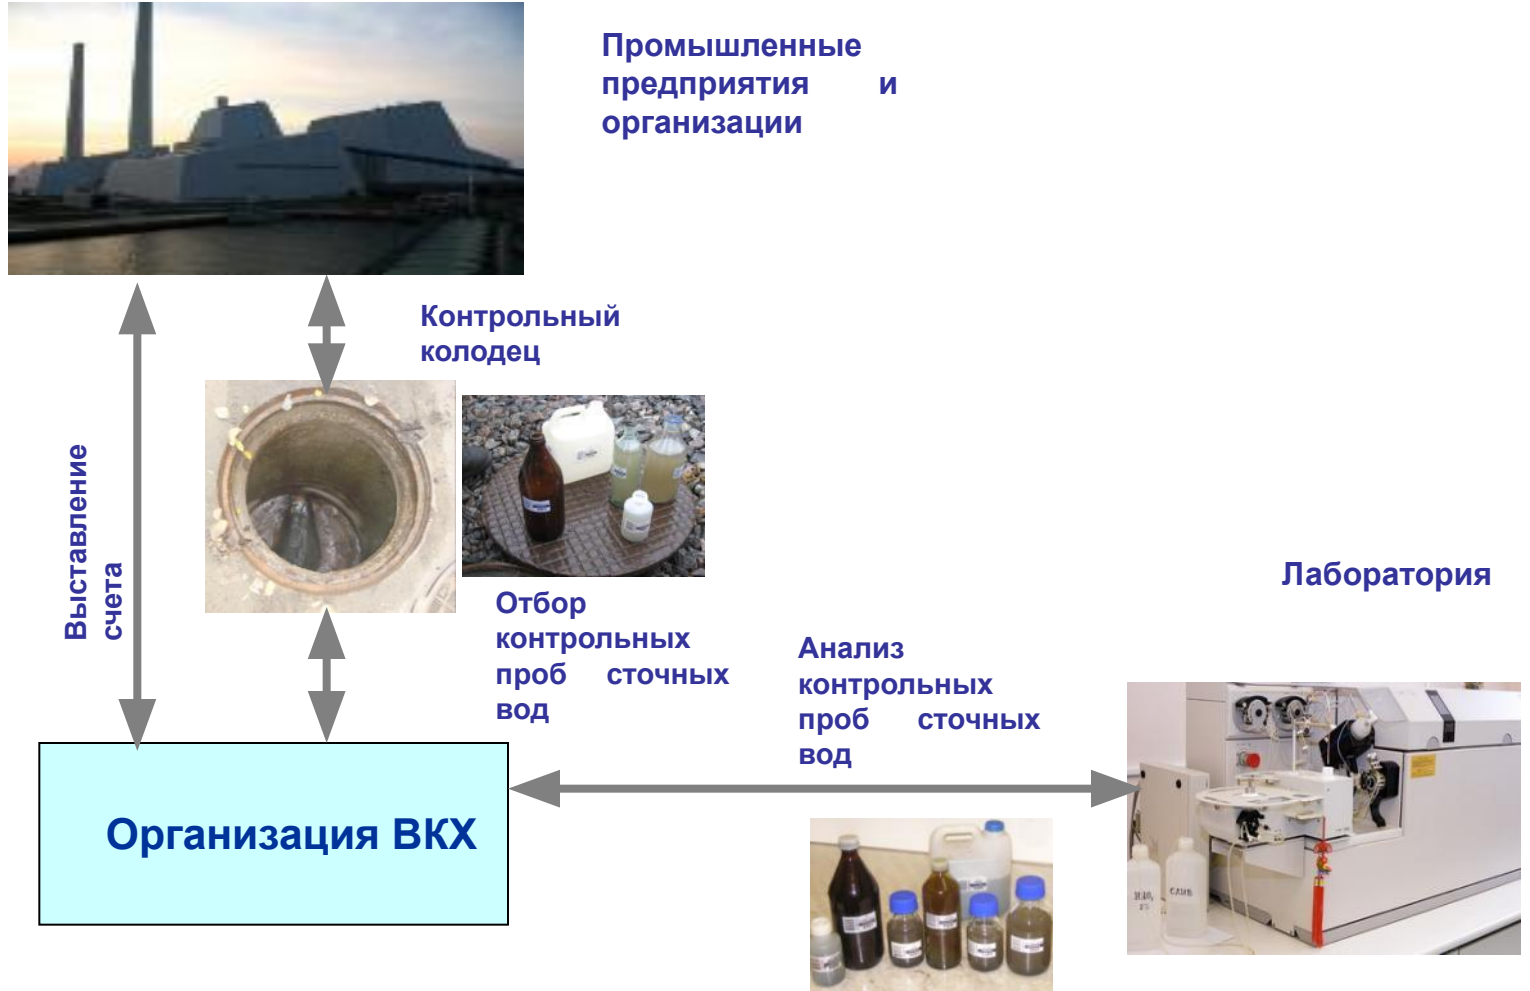 Промышленные
предприятия и
организации
Контрольный
колодец
Выставление
счета
Отбор
контрольных
проб сточных
вод
Анализ
контрольных
проб сточных
вод
Лаборатория
Организация ВКХ
СЛИВ